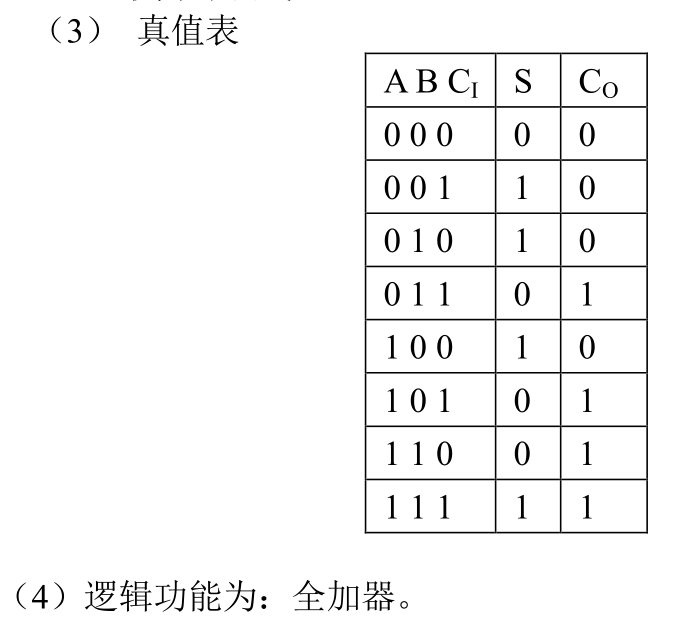 （3） 真值表
A B C_I S C_O
0 0 0 0 0
0 0 1 1 0
0 1 0 1 0
0 1 1 0 1
1 0 0 1 0
1 0 1 0 1
1 1 0 0 1
1 1 1 1 1
（4）逻辑功能为：全加器。